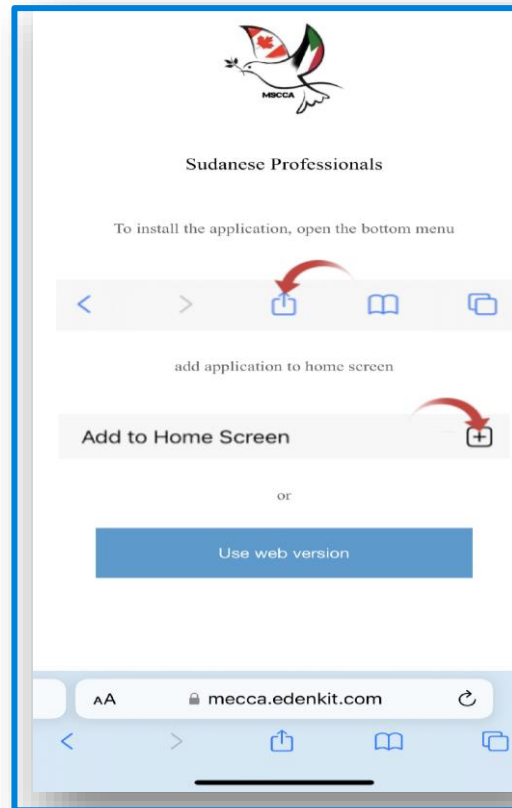 MSCCA
Sudanese Professionals
To install the application, open the bottom menu
add application to home screen
Add to Home Screen
or
Use web version
AA
mecca.edenkit.com